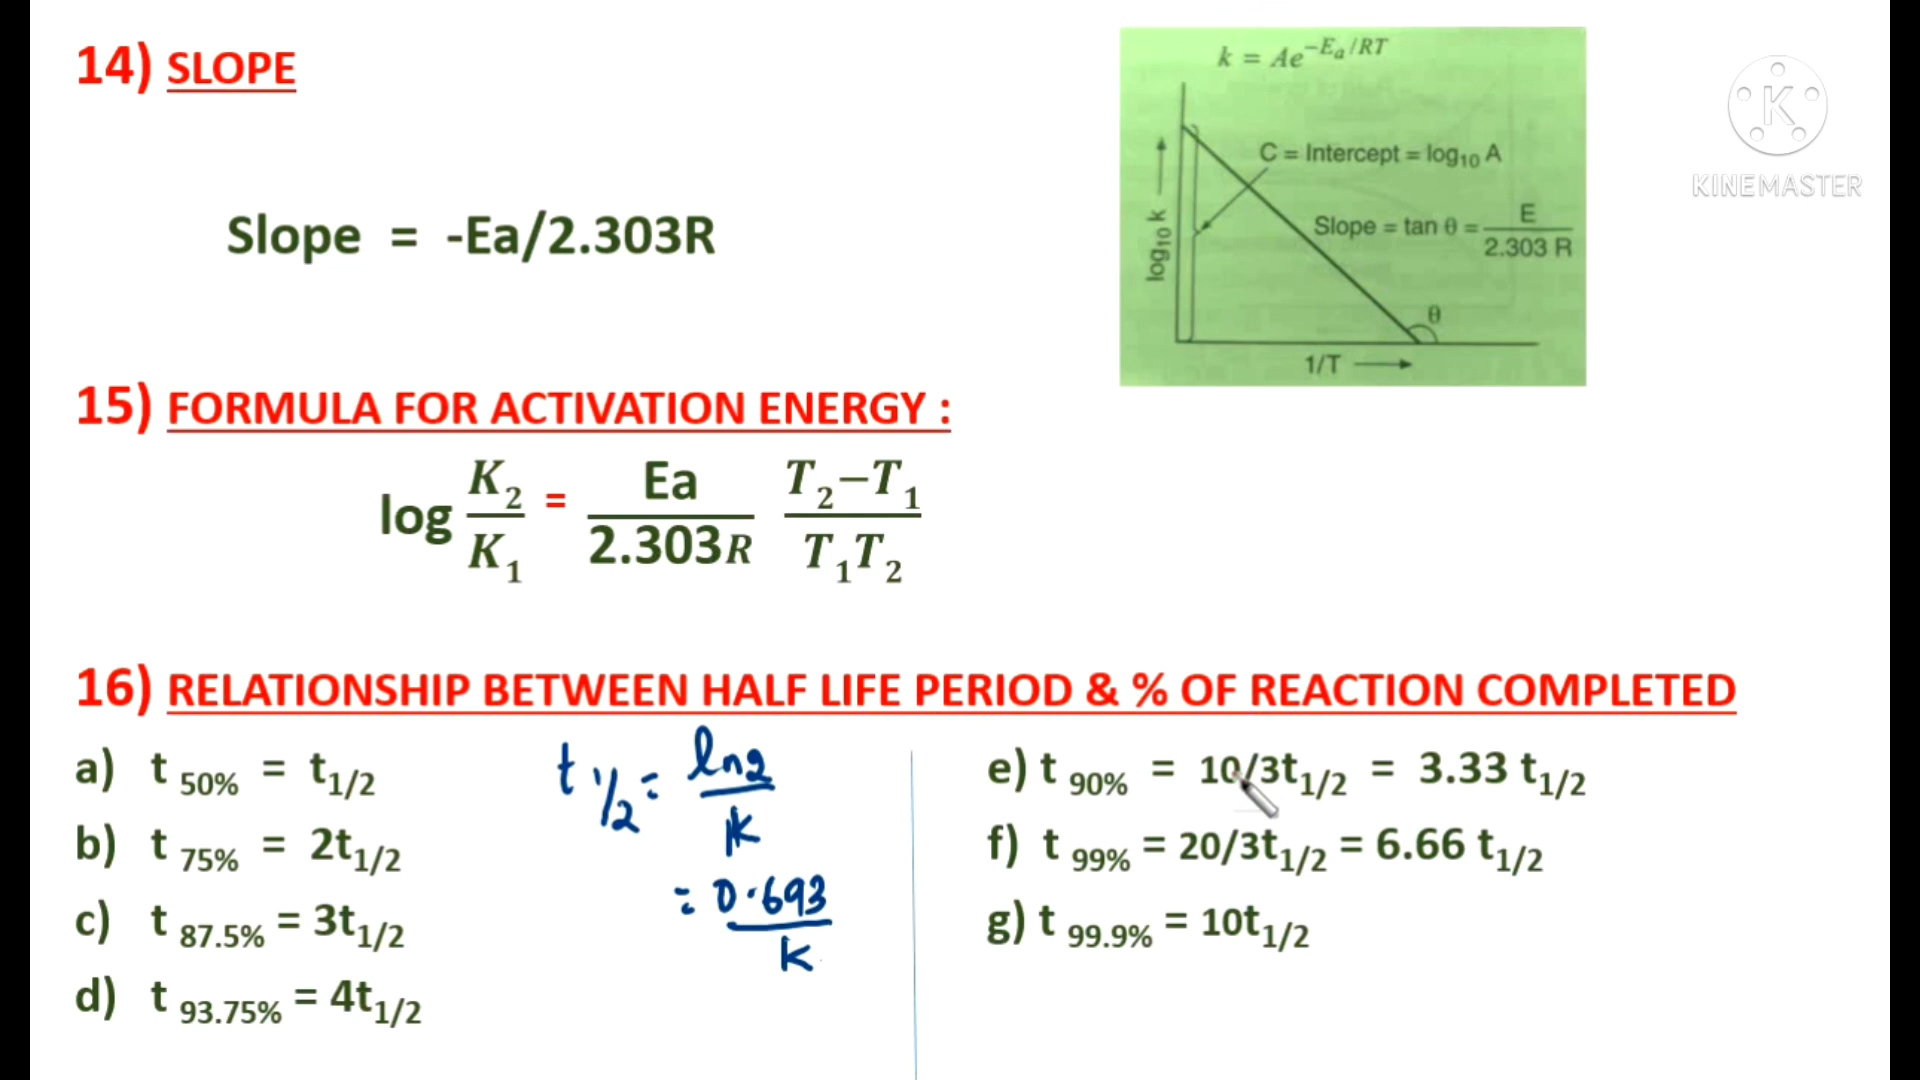 14) SLOPE
k = Ae^{-E_a/RT}
C = Intercept = log₁₀ A
log₁₀ k
Slope = tan θ = E/2.303 R
θ
1/T
K
KINEMASTER
Slope = -Ea/2.303R
15) FORMULA FOR ACTIVATION ENERGY :
log K₂/K₁ = Ea/2.303R T₂−T₁/T₁T₂
16) RELATIONSHIP BETWEEN HALF LIFE PERIOD & % OF REACTION COMPLETED
a) t 50% = t1/2
b) t 75% = 2t1/2
c) t 87.5% = 3t1/2
d) t 93.75% = 4t1/2
t 1/2 = ln2/k
= 0.693/k
e) t 90% = 10/3t1/2 = 3.33 t1/2
f) t 99% = 20/3t1/2 = 6.66 t1/2
g) t 99.9% = 10t1/2